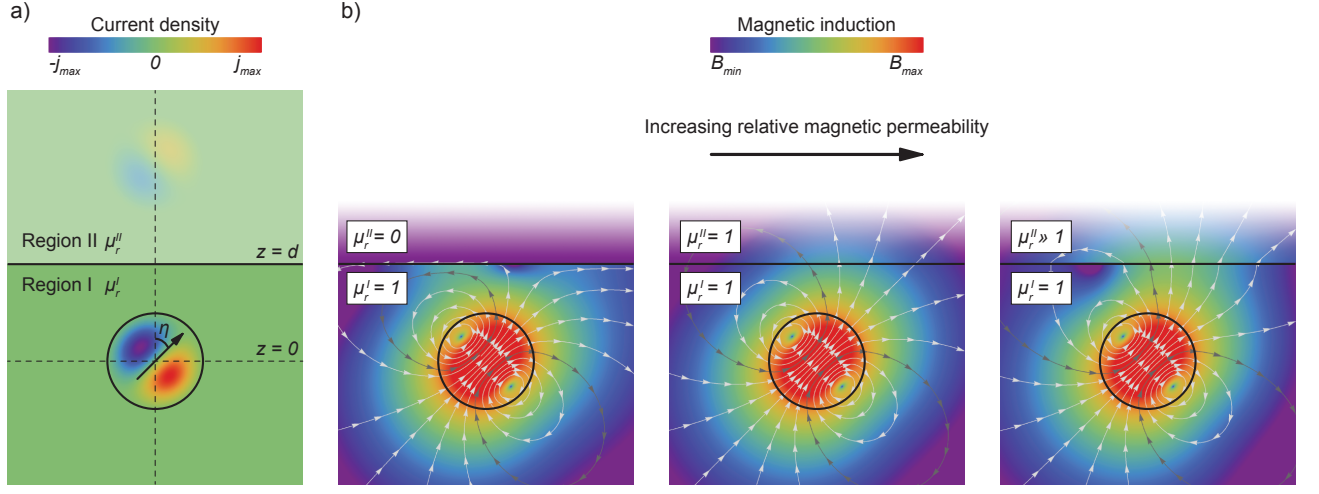 a)
Current density
-jmax 0 jmax
Region II μrII
z = d
Region I μrI
η
z = 0
b)
Magnetic induction
Bmin Bmax
Increasing relative magnetic permeability
μrII = 0
μrI = 1
μrII = 1
μrI = 1
μrII » 1
μrI = 1